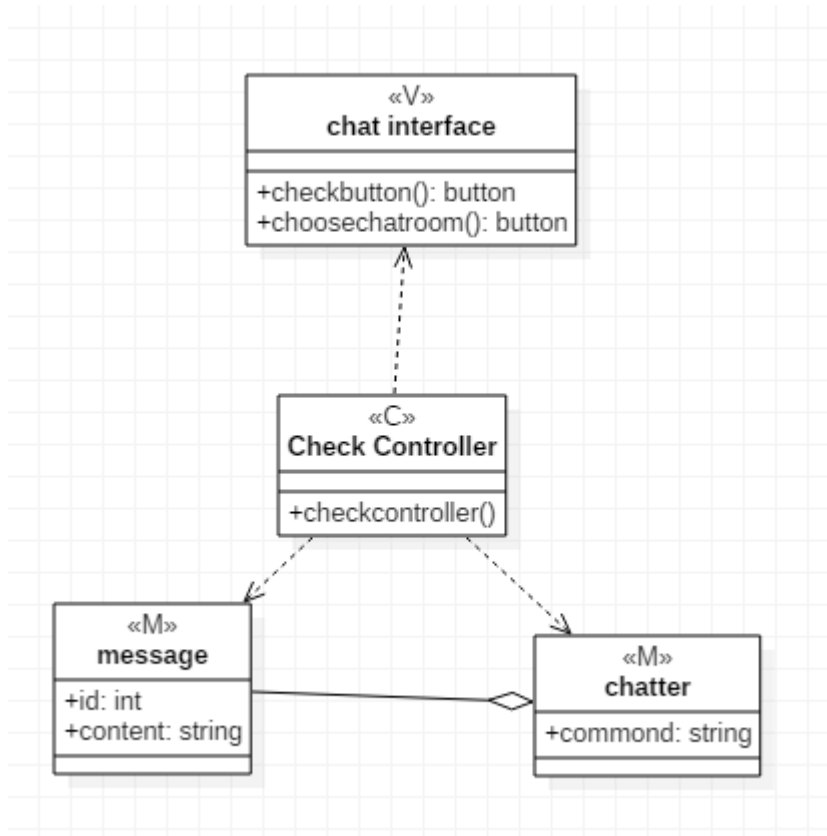 «V»
chat interface
+checkbutton(): button
+choosechatroom(): button
«C»
Check Controller
+checkcontroller()
«M»
message
+id: int
+content: string
«M»
chatter
+commond: string